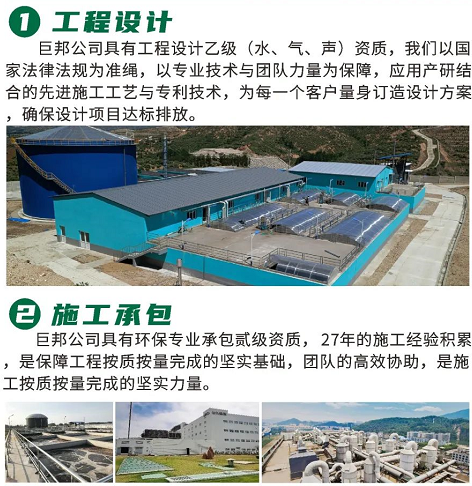 1 工程设计
巨邦公司具有工程设计乙级（水、气、声）资质，我们以国
家法律法规为准绳，以专业技术与团队力量为保障，应用产研结
合的先进施工工艺与专利技术，为每一个客户量身订造设计方案
，确保设计项目达标排放。
2 施工承包
巨邦公司具有环保专业承包贰级资质，27年的施工经验积累
，是保障工程按质按量完成的坚实基础，团队的高效协助，是施
工按质按量完成的坚实力量。